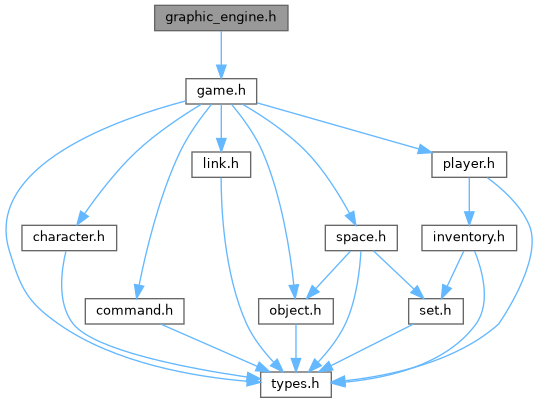 graphic_engine.h
game.h
link.h
player.h
character.h
space.h
inventory.h
command.h
object.h
set.h
types.h